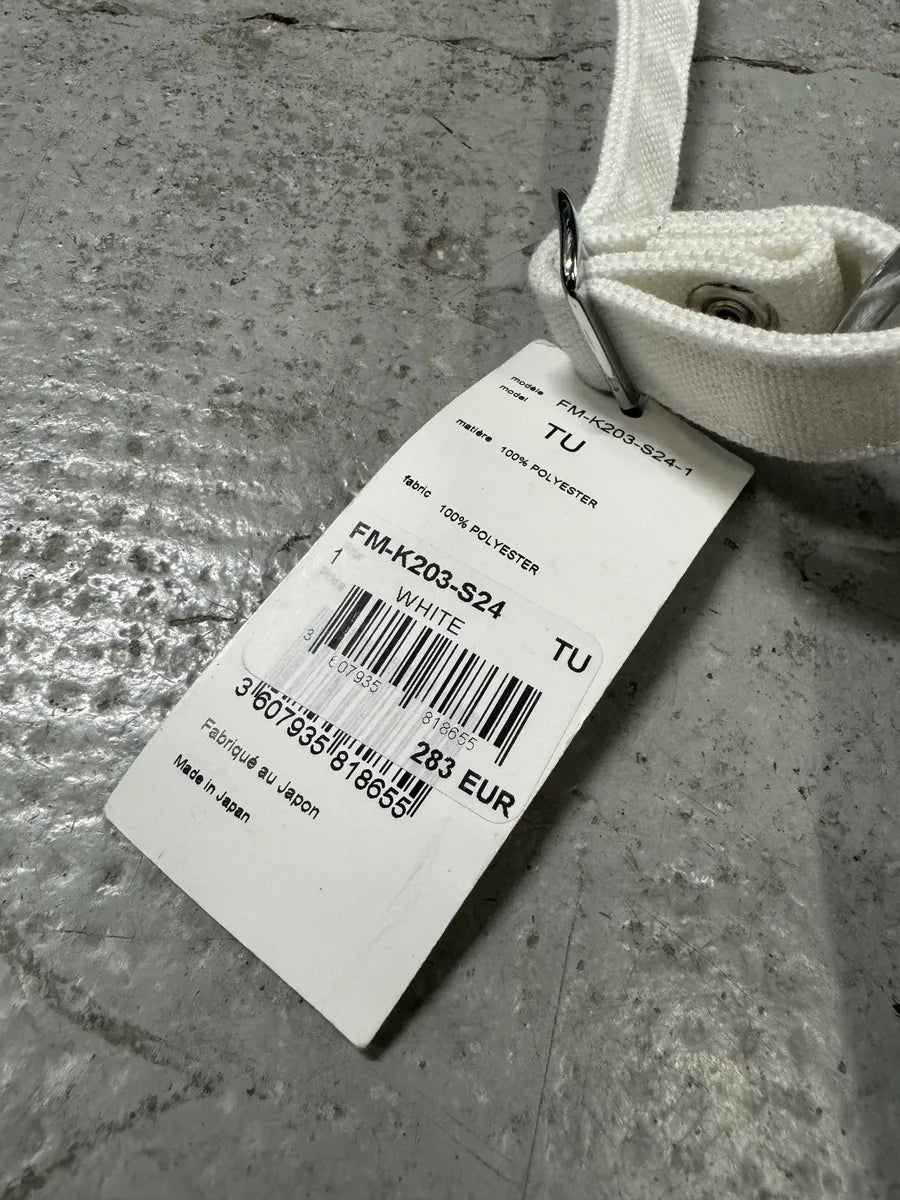 modèle
model
FM-K203-S24-1
TU
matière
100% POLYESTER
fabric
100% POLYESTER
FM-K203-S24
1
WHITE
TU
3 607935 818655
283 EUR
3 607935 818655
Fabriqué au Japon
Made in Japan